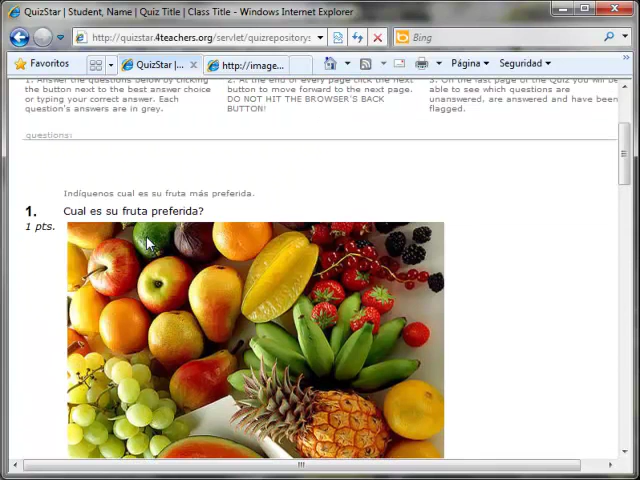 QuizStar | Student, Name | Quiz Title | Class Title - Windows Internet Explorer
http://quizstar.4teachers.org/servlet/quizrepositorys
Bing
Favoritos
QuizStar |...
http://image...
Página
Seguridad
1. Answer the questions below by clicking
the button next to the best answer choice
or typing your correct answer. Each
question's answers are in grey.
2. At the end of every page click the next
button to move forward to the next page.
DO NOT HIT THE BROWSER'S BACK
BUTTON!
3. On the last page of the Quiz you will be
able to see which questions are
unanswered, are answered and have been
flagged.
questions:
Indíquenos cual es su fruta más preferida.
1. Cual es su fruta preferida?
1 pts.